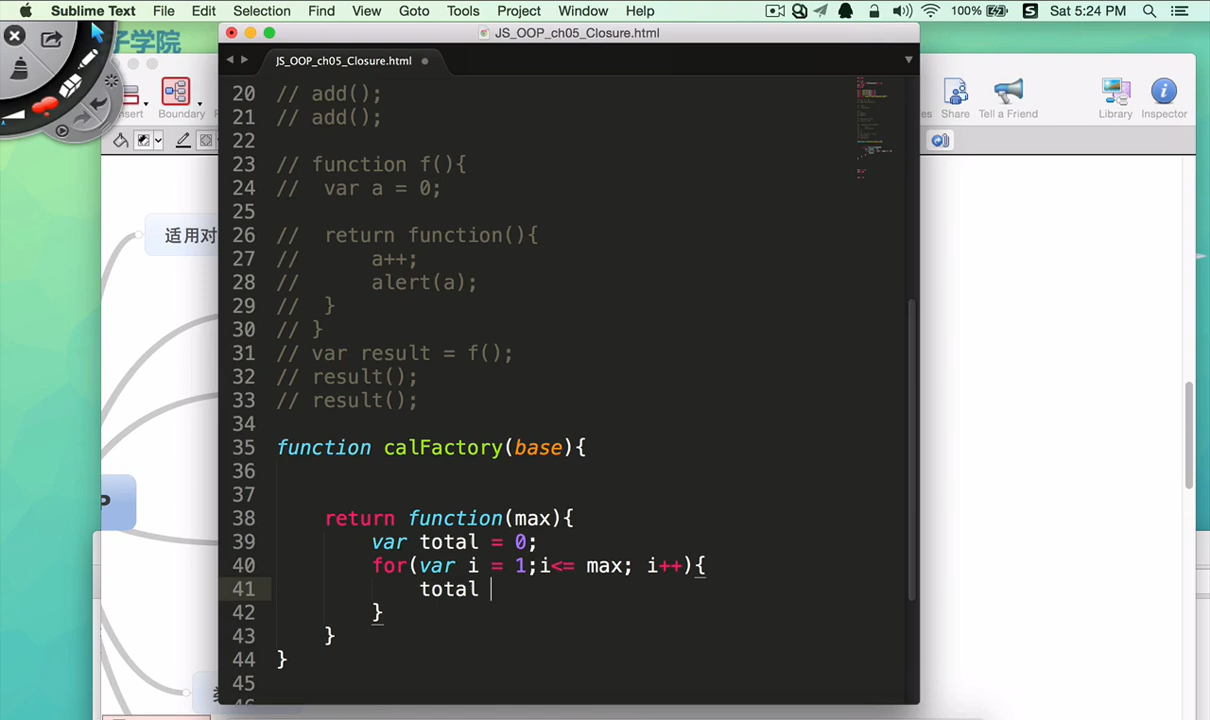 Sublime Text File Edit Selection Find View Goto Tools Project Window Help 100% Sat 5:24 PM
子学院
JS_OOP_ch05_Closure.html
JS_OOP_ch05_Closure.html
Boundary
Share
Tell a Friend
Library
Inspector
适用对
20 // add();
21 // add();
22
23 // function f(){
24 // var a = 0;
25
26 // return function(){
27 // a++;
28 // alert(a);
29 // }
30 // }
31 // var result = f();
32 // result();
33 // result();
34
35 function calFactory(base){
36
37
38 return function(max){
39 var total = 0;
40 for(var i = 1;i<= max; i++){
41 total
42 }
43 }
44 }
45